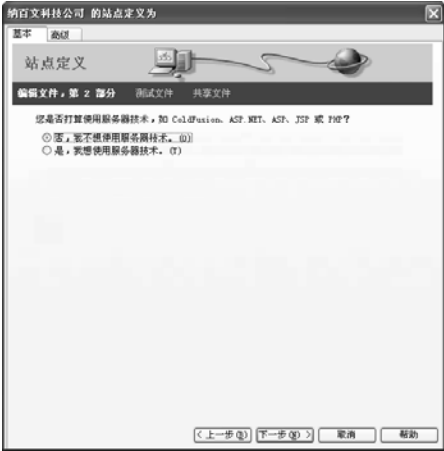 纳百文科技公司 的站点定义为
基本 高级
站点定义
编辑文件，第 2 部分 测试文件 共享文件
您是否打算使用服务器技术，如 ColdFusion、ASP.NET、ASP、JSP 或 PHP？
否，我不想使用服务器技术。(O)
是，我想使用服务器技术。(Y)
<上一步(B) 下一步(N) > 取消 帮助